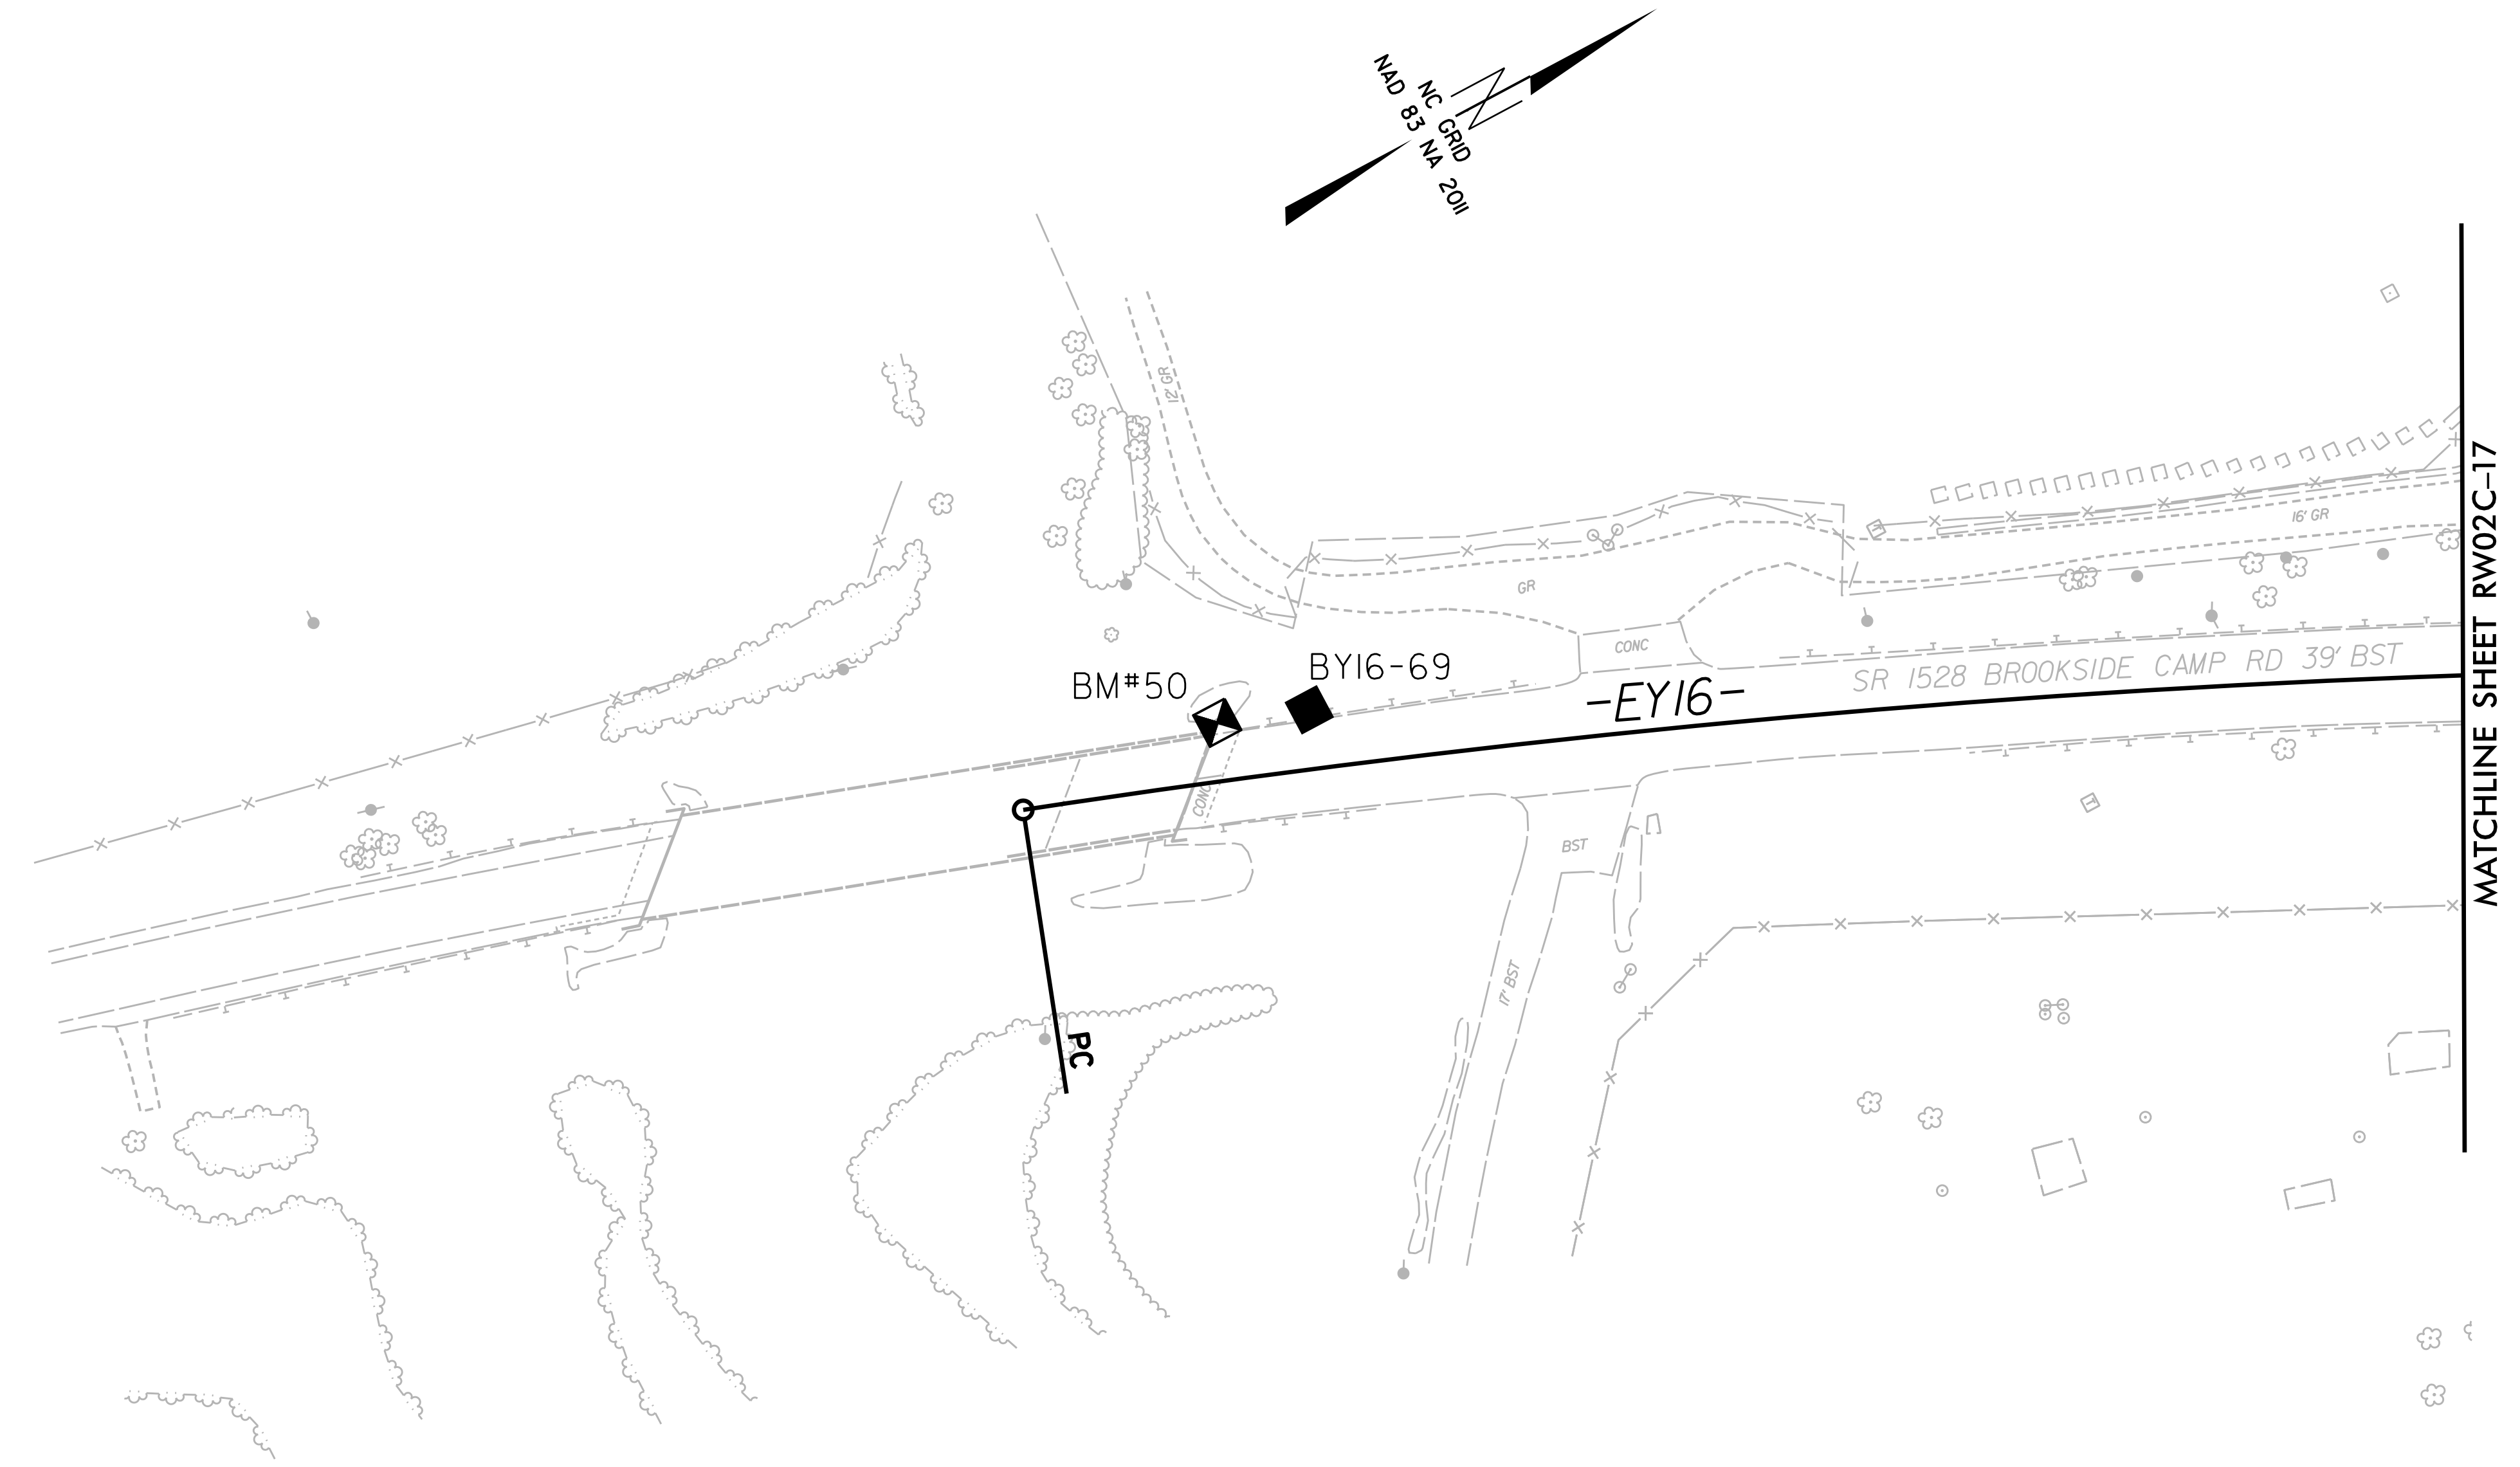 NC GRID
NAD 83 NA 2011
12' GR
16' GR
GR
CONC
BM#50
BY16-69
-EY16-
SR 1528 BROOKSIDE CAMP RD 39' BST
CONC
BST
17' BST
PC
MATCHLINE SHEET RW02C-17